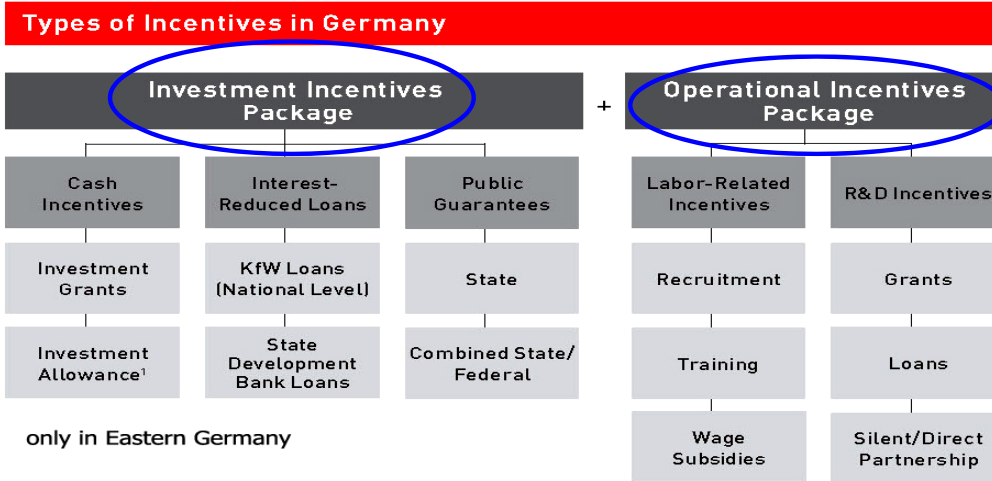 Types of Incentives in Germany
Investment Incentives
Package
+
Operational Incentives
Package
Cash
Incentives
Interest-
Reduced Loans
Public
Guarantees
Labor-Related
Incentives
R&D Incentives
Investment
Grants
KfW Loans
(National Level)
State
Recruitment
Grants
Investment
Allowance¹
State
Development
Bank Loans
Combined State/
Federal
Training
Loans
only in Eastern Germany
Wage
Subsidies
Silent/Direct
Partnership